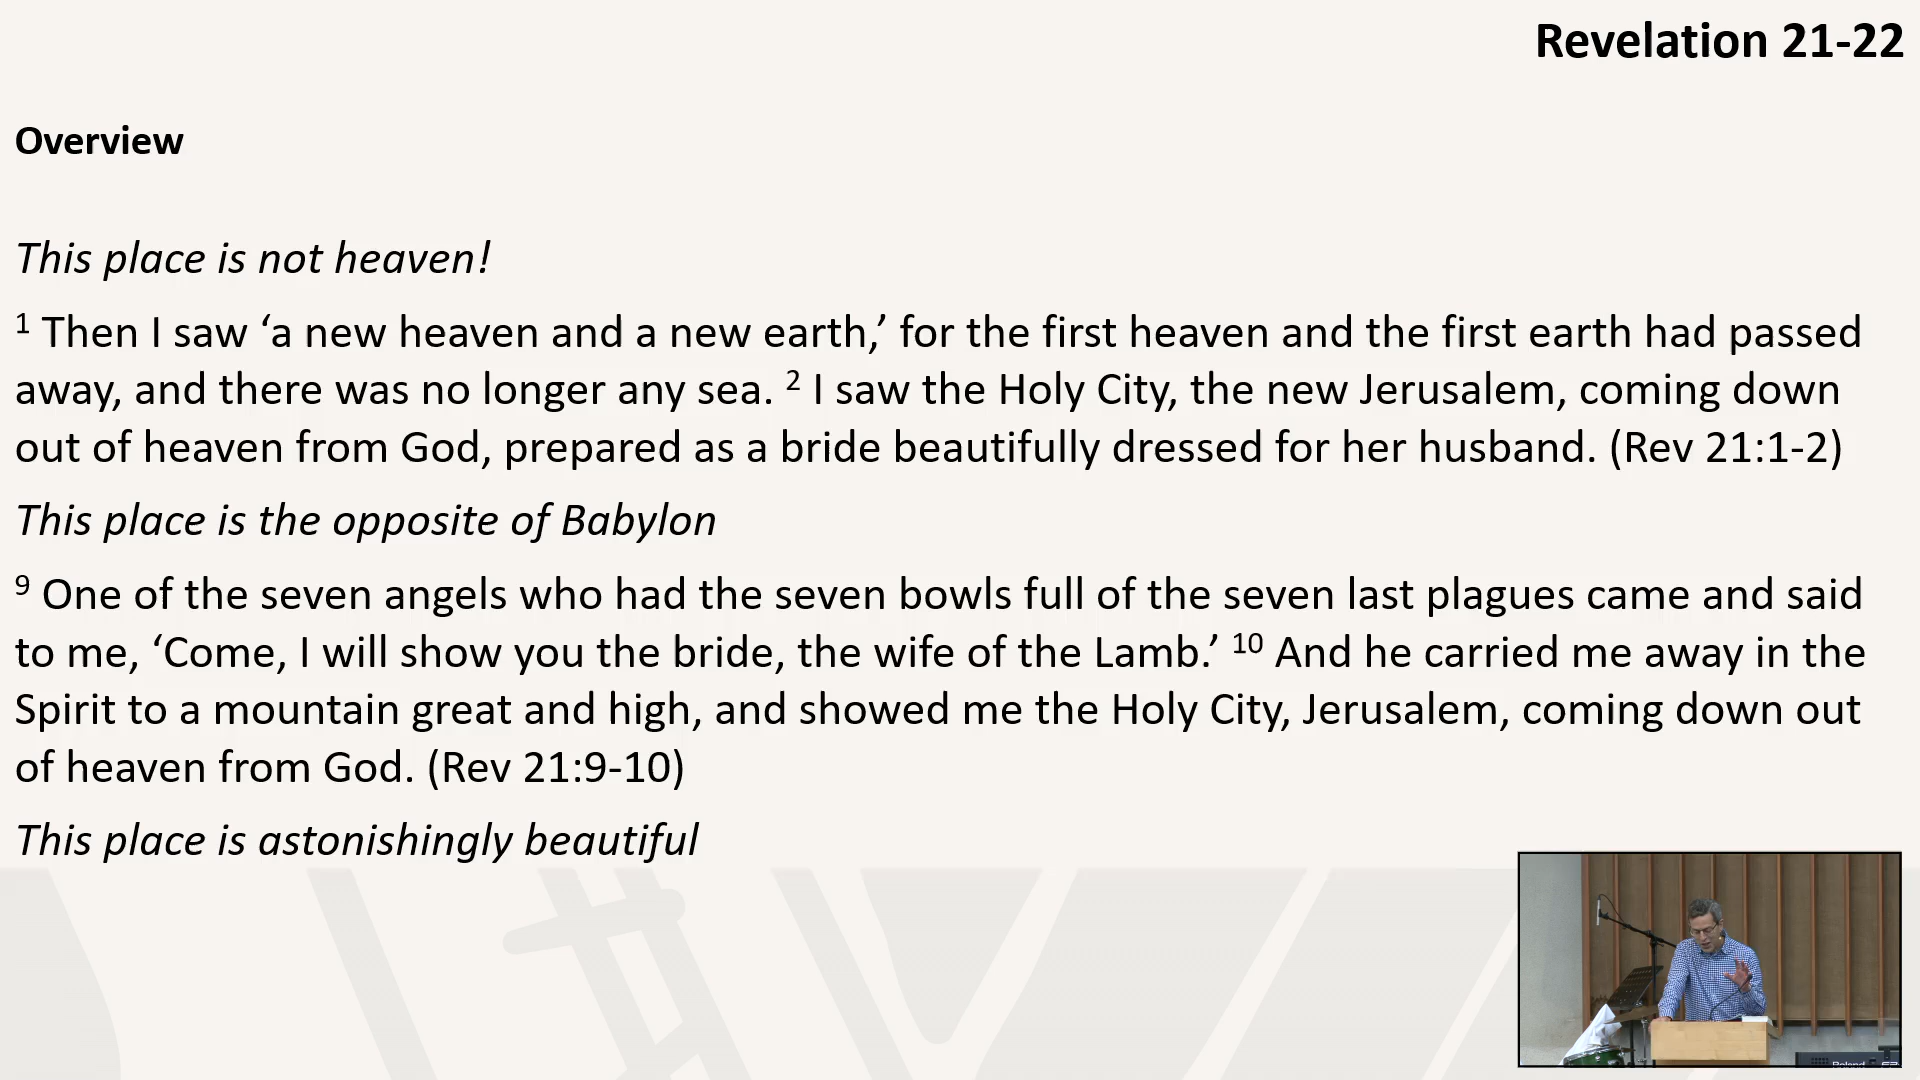 Revelation 21-22
Overview
This place is not heaven!
¹ Then I saw ‘a new heaven and a new earth,’ for the first heaven and the first earth had passed
away, and there was no longer any sea. ² I saw the Holy City, the new Jerusalem, coming down
out of heaven from God, prepared as a bride beautifully dressed for her husband. (Rev 21:1-2)
This place is the opposite of Babylon
⁹ One of the seven angels who had the seven bowls full of the seven last plagues came and said
to me, ‘Come, I will show you the bride, the wife of the Lamb.’ ¹⁰ And he carried me away in the
Spirit to a mountain great and high, and showed me the Holy City, Jerusalem, coming down out
of heaven from God. (Rev 21:9-10)
This place is astonishingly beautiful
Roland